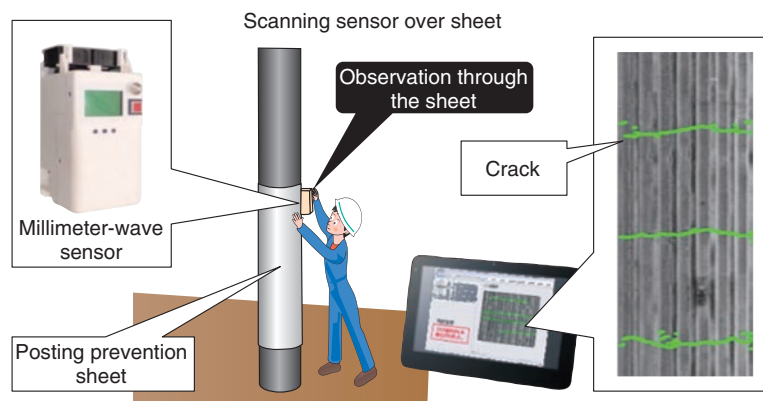 Scanning sensor over sheet
Observation through
the sheet
Millimeter-wave
sensor
Crack
Posting prevention
sheet